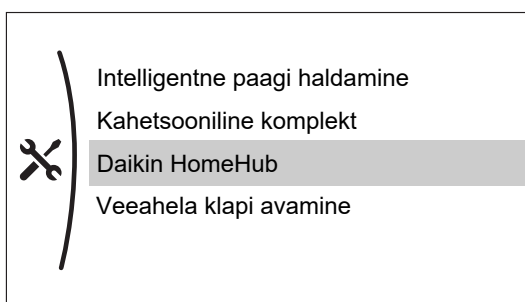 Intelligentne paagi haldamine
Kahetsooniline komplekt
Daikin HomeHub
Veeahela klapi avamine